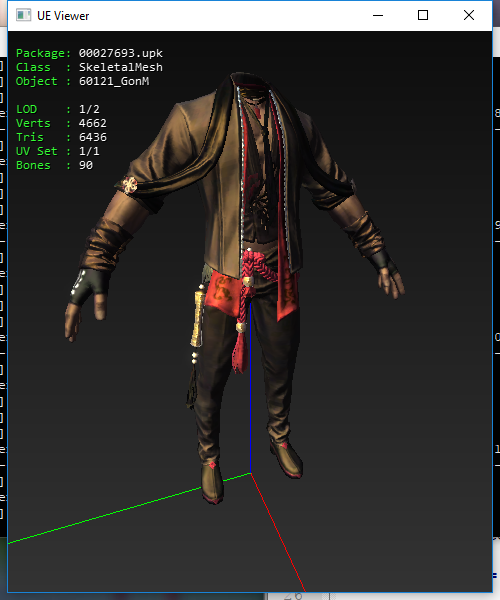 UE Viewer
Package: 00027693.upk
Class  : SkeletalMesh
Object : 60121_GonM
LOD    : 1/2
Verts  : 4662
Tris   : 6436
UV Set : 1/1
Bones  : 90